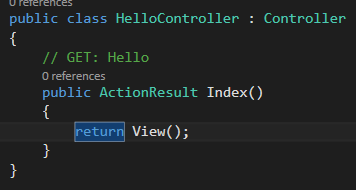 0 references
public class HelloController : Controller
{
// GET: Hello
0 references
public ActionResult Index()
{
return View();
}
}